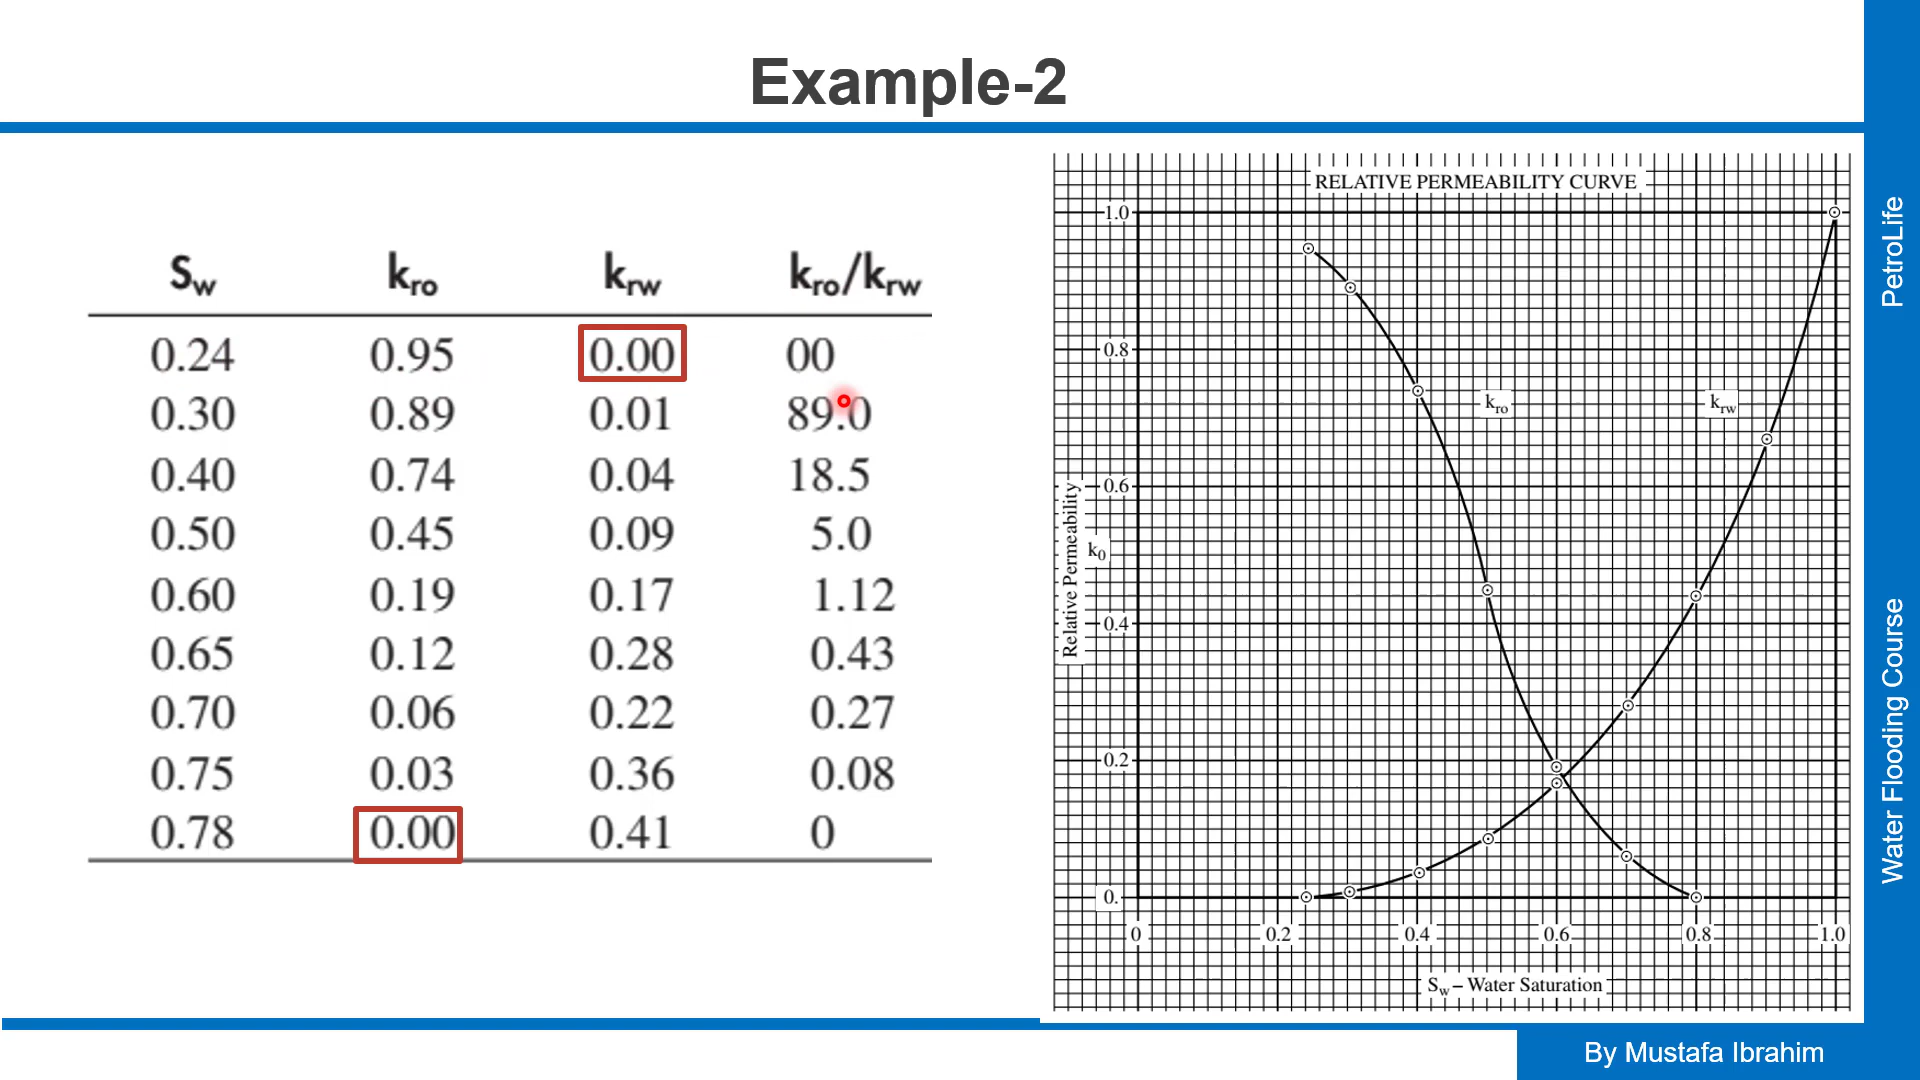 Example-2
Sw kro krw kro/krw
0.24 0.95 0.00 00
0.30 0.89 0.01 89.0
0.40 0.74 0.04 18.5
0.50 0.45 0.09 5.0
0.60 0.19 0.17 1.12
0.65 0.12 0.28 0.43
0.70 0.06 0.22 0.27
0.75 0.03 0.36 0.08
0.78 0.00 0.41 0
RELATIVE PERMEABILITY CURVE
1.0
0.8
kro
krw
0.6
Relative Permeability
k0
0.4
0.2
0.
0 0.2 0.4 0.6 0.8 1.0
Sw – Water Saturation
PetroLife
Water Flooding Course
By Mustafa Ibrahim